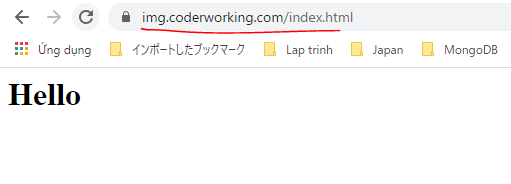 img.coderworking.com/index.html
Ứng dụng インポートしたブックマーク Lap trinh Japan MongoDB
Hello